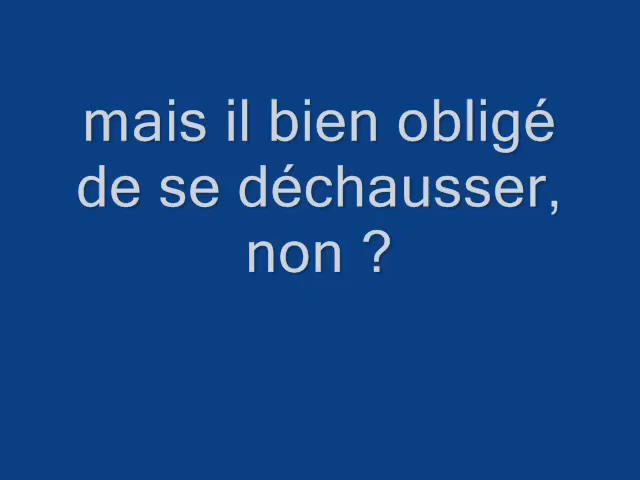 mais il bien obligé
de se déchausser,
non ?